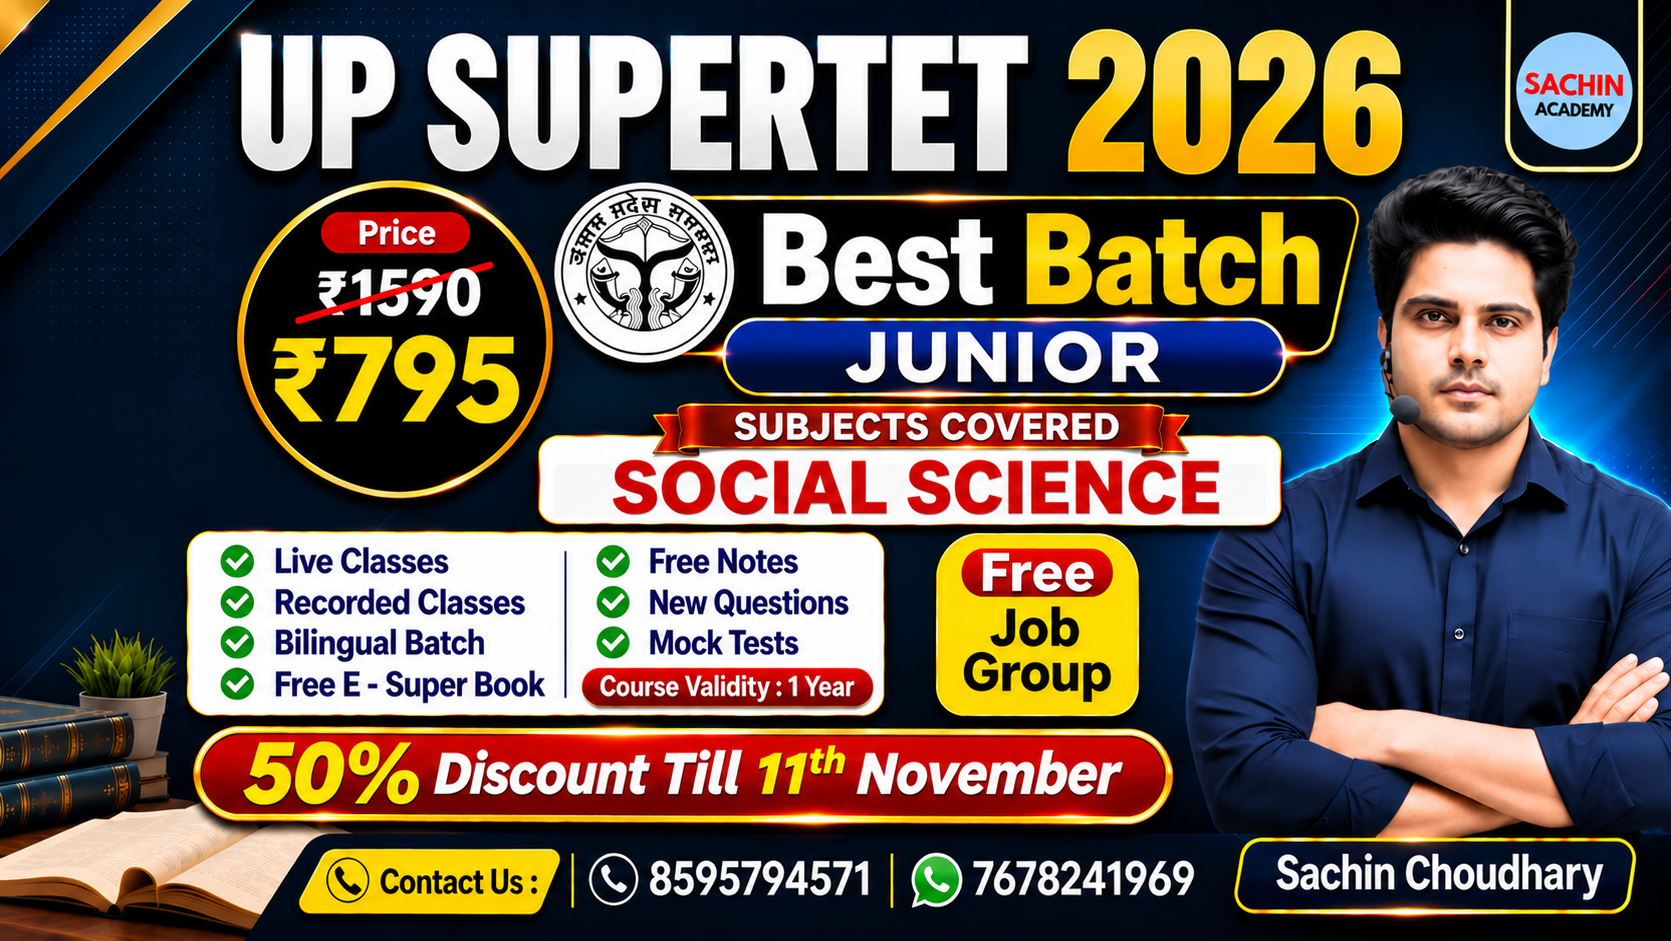 UP SUPERTET 2026
SACHIN
ACADEMY
Price
₹1590
₹795
Best Batch
JUNIOR
SUBJECTS COVERED
SOCIAL SCIENCE
Live Classes
Recorded Classes
Bilingual Batch
Free E - Super Book
Free Notes
New Questions
Mock Tests
Course Validity : 1 Year
Free
Job
Group
50% Discount Till 11th November
Contact Us :
8595794571
7678241969
Sachin Choudhary